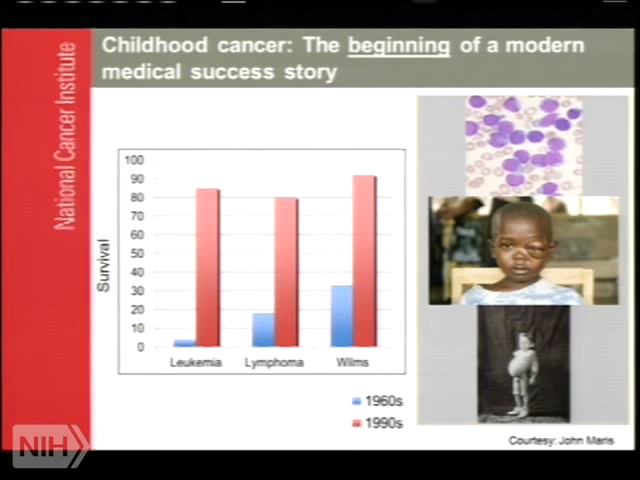 National Cancer Institute
Childhood cancer: The beginning of a modern
medical success story
Survival
100
90
80
70
60
50
40
30
20
10
0
Leukemia Lymphoma Wilms
1960s
1990s
NIH
Courtesy: John Maris